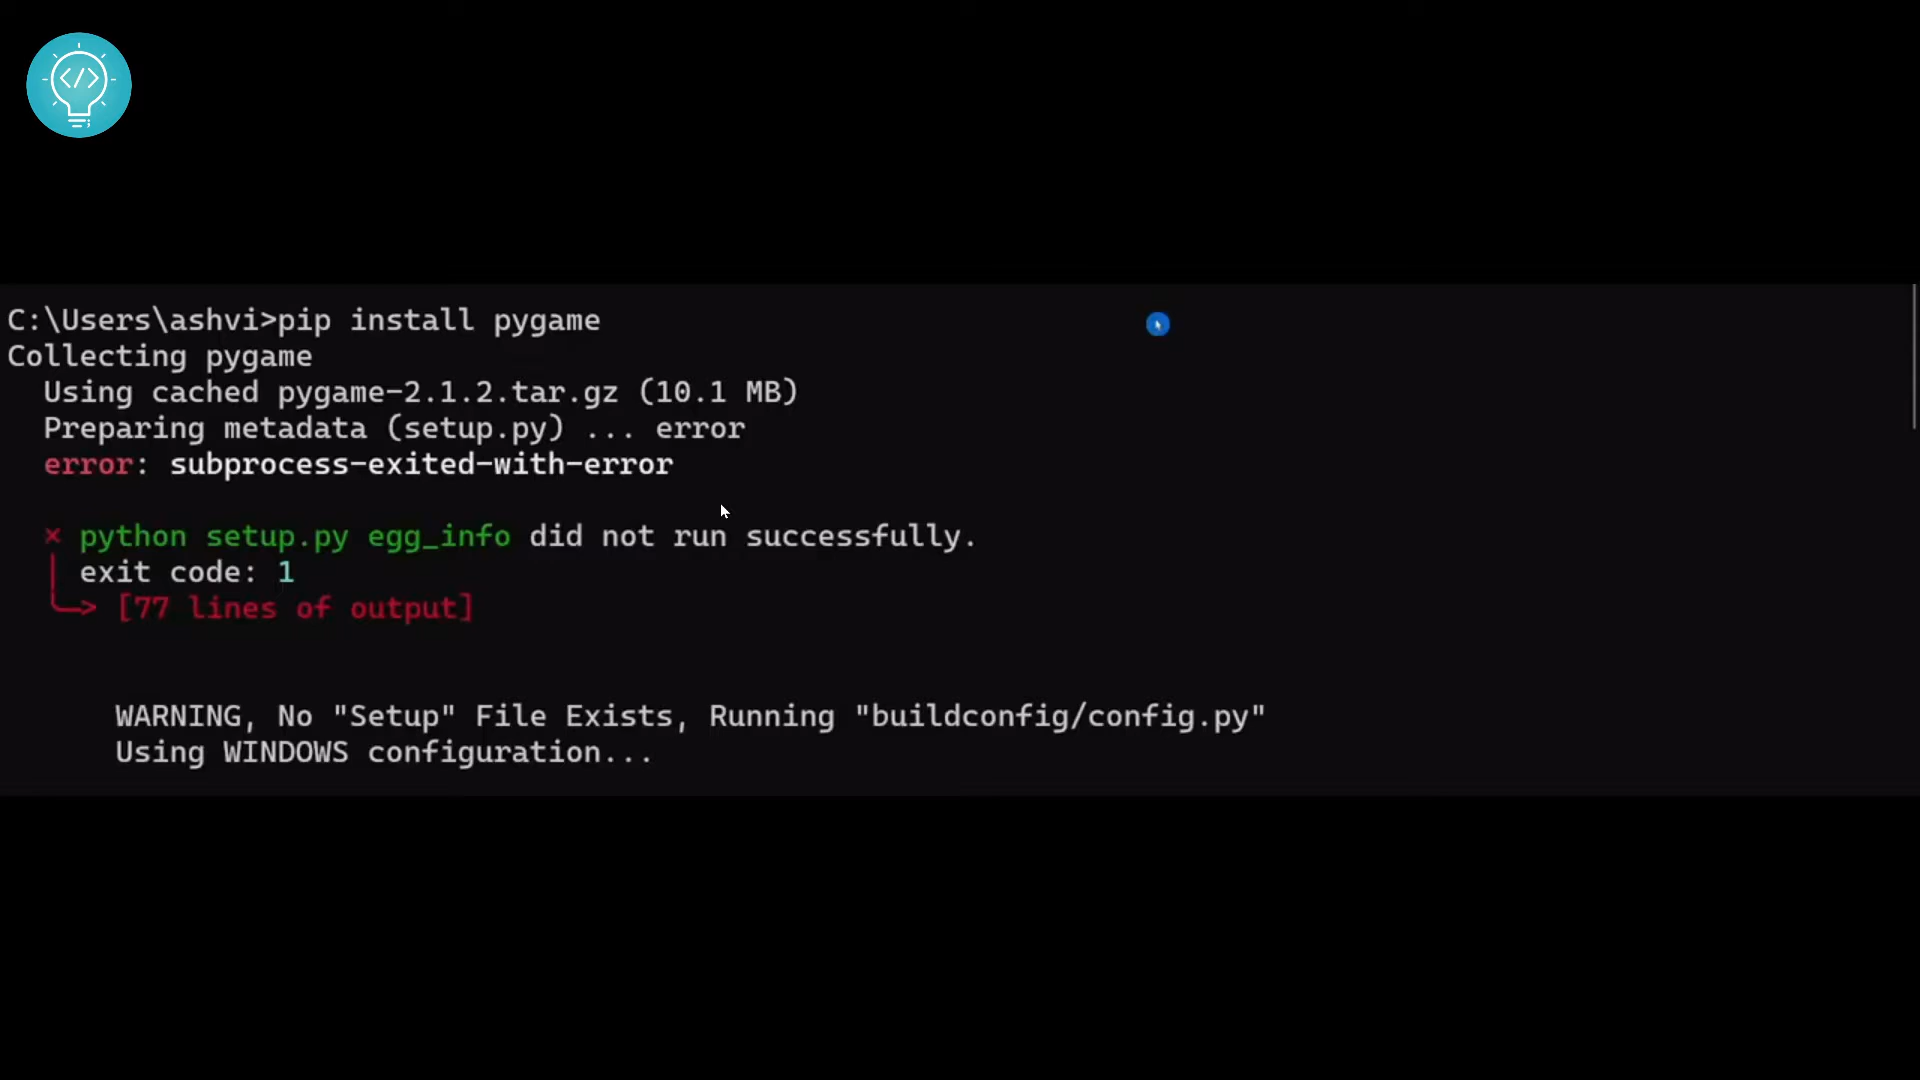 </>
C:\Users\ashvi>pip install pygame
Collecting pygame
Using cached pygame-2.1.2.tar.gz (10.1 MB)
Preparing metadata (setup.py) ... error
error: subprocess-exited-with-error
× python setup.py egg_info did not run successfully.
│ exit code: 1
╰─> [77 lines of output]
WARNING, No "Setup" File Exists, Running "buildconfig/config.py"
Using WINDOWS configuration...